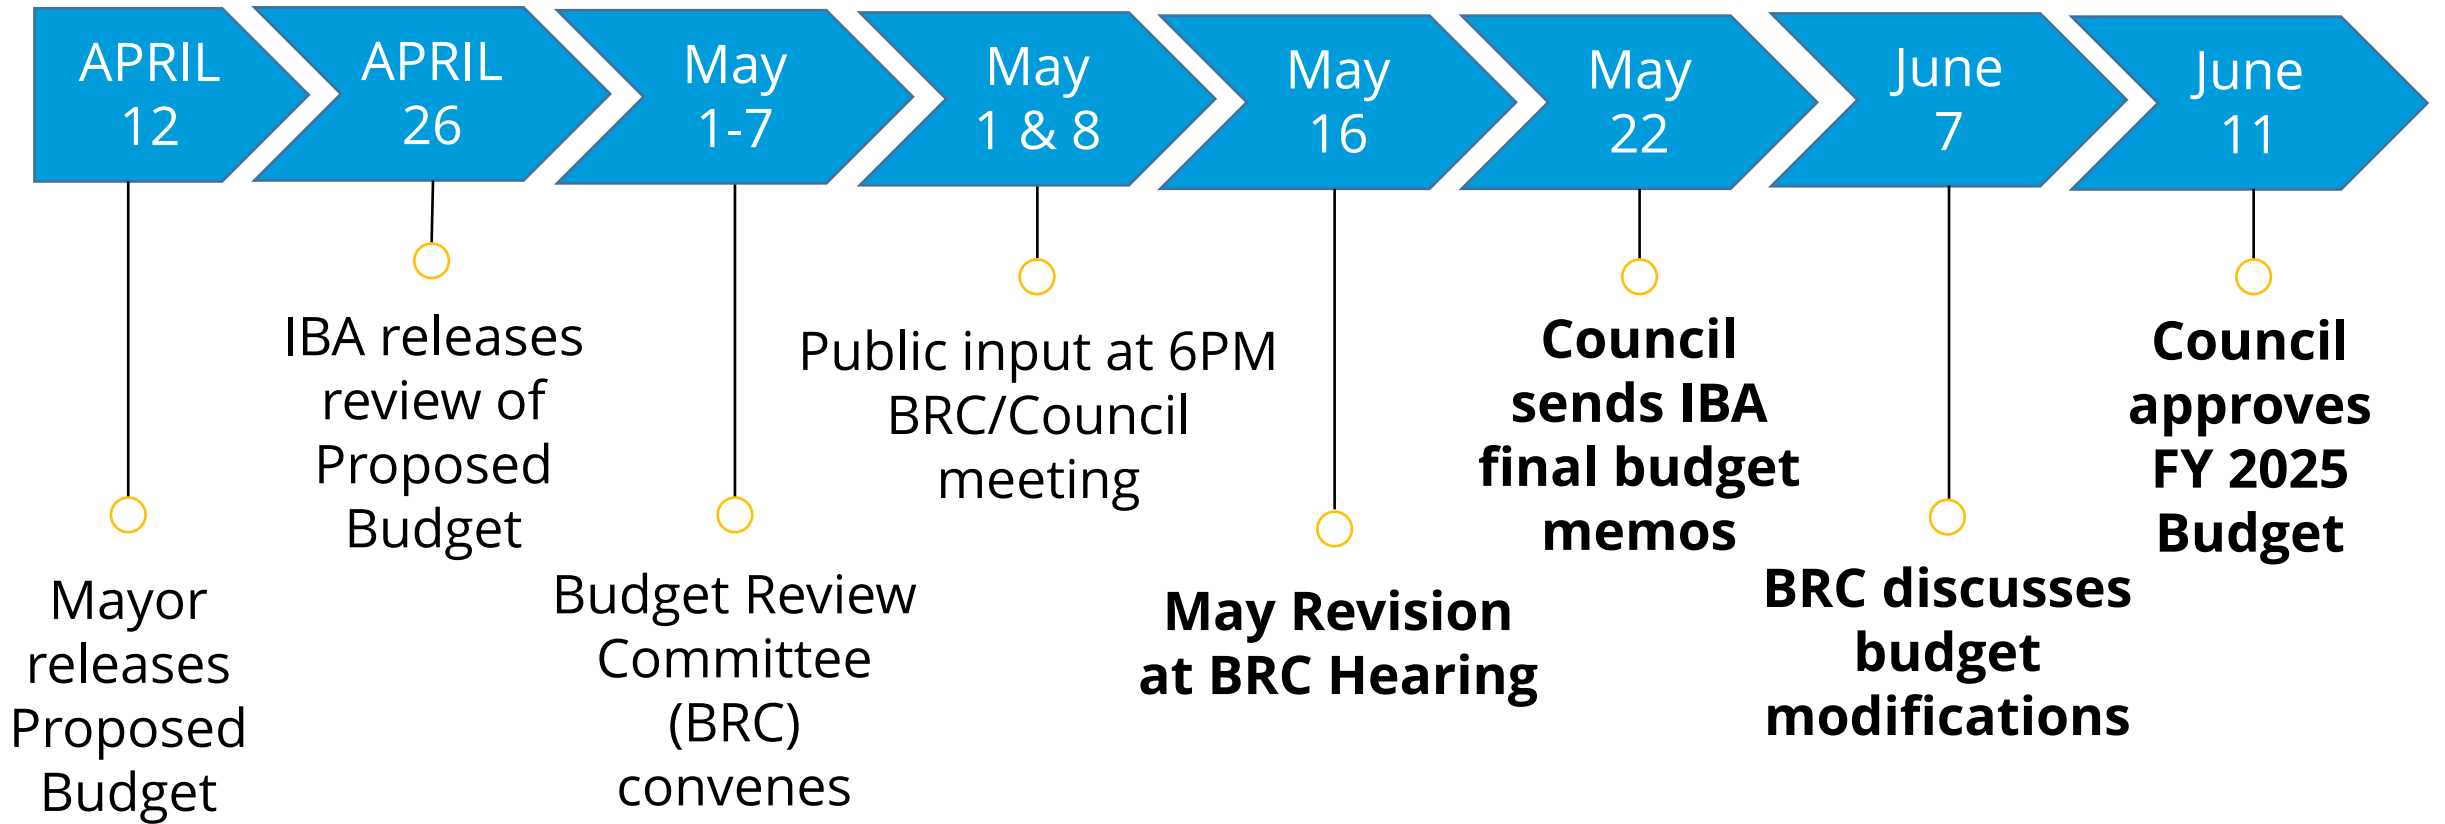 APRIL
12
APRIL
26
May
1-7
May
1 & 8
May
16
May
22
June
7
June
11
Mayor
releases
Proposed
Budget
IBA releases
review of
Proposed
Budget
Budget Review
Committee
(BRC)
convenes
Public input at 6PM
BRC/Council
meeting
May Revision
at BRC Hearing
Council
sends IBA
final budget
memos
BRC discusses
budget
modifications
Council
approves
FY 2025
Budget